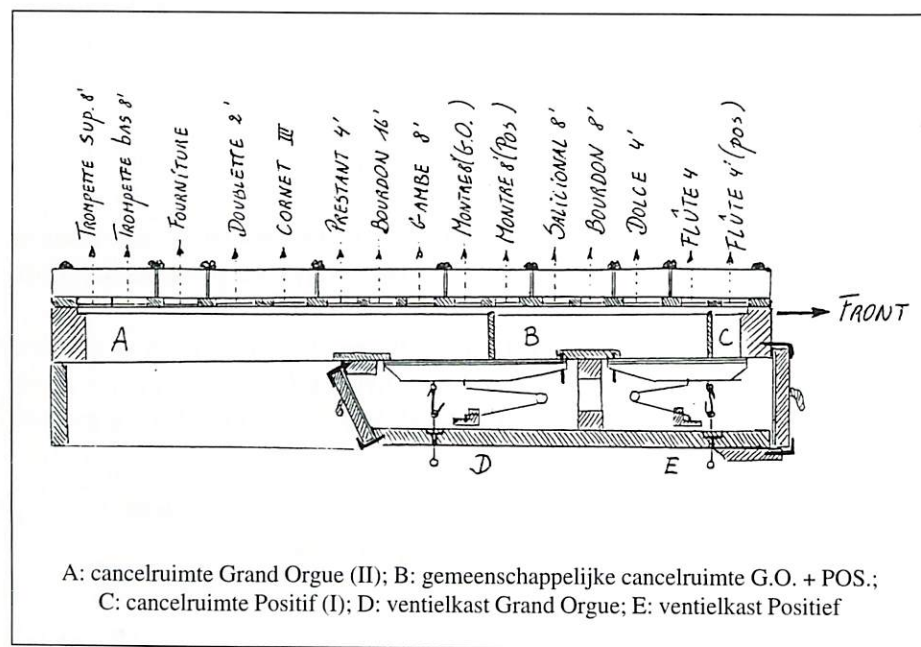 TROMPETTE SUP. 8'
TROMPETTE bAS 8'
FOURNITURE
DOUBLETTE 2'
CORNET III
PRESTANT 4'
BOURDON 16'
GAMBE 8'
MONTRE 8' (G.O.)
MONTRE 8' (POS)
SALICIONAL 8'
BOURDON 8'
DOLCE 4'
FLÛTE 4
FLÛTE 4' (pos)
FRONT
A
B
C
D
E
A: cancelruimte Grand Orgue (II); B: gemeenschappelijke cancelruimte G.O. + POS.;
C: cancelruimte Positif (I); D: ventielkast Grand Orgue; E: ventielkast Positief